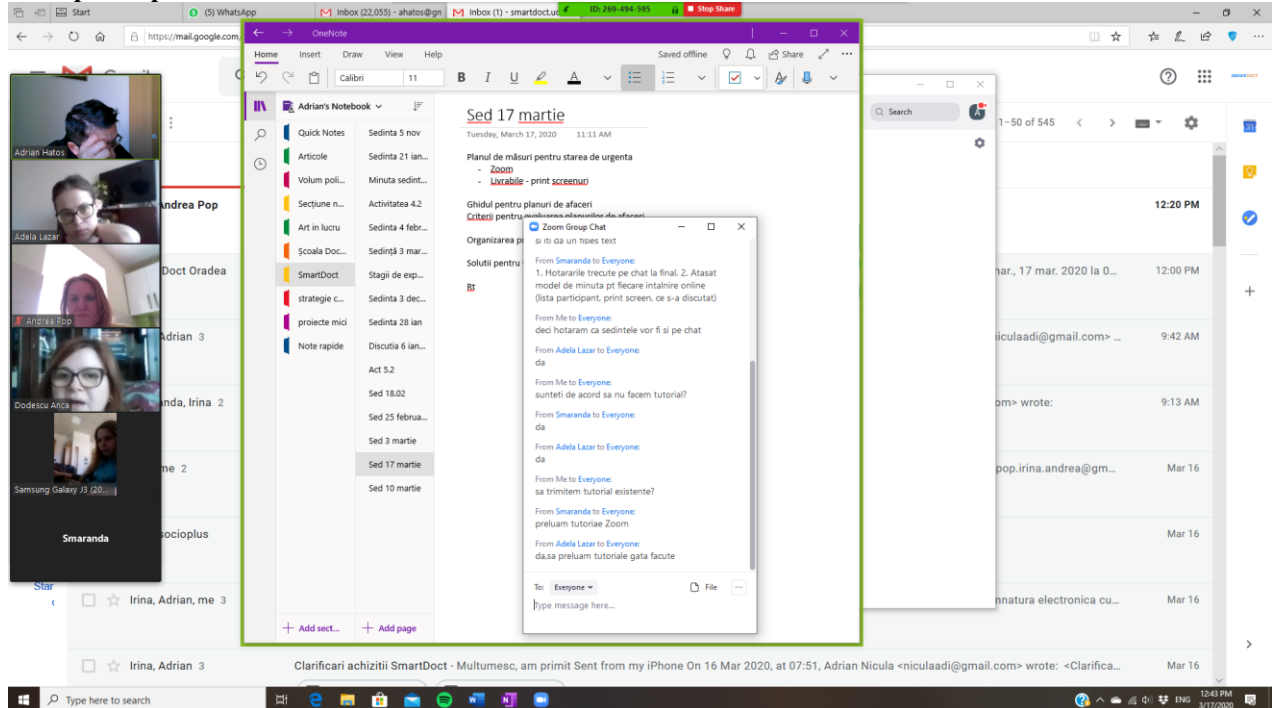 Start
(5) WhatsApp
Inbox (22,055) - ahatos@gn
Inbox (1) - smartdoct.uc
ID: 269-494-595
Stop Share
https://mail.google.com
OneNote
Home Insert Draw View Help
Saved offline
Share
Calibri 11
B I U A
Adrian's Notebook
Quick Notes
Articole
Volum poli...
Secțiune n...
Art in lucru
Școala Doc...
SmartDoct
strategie c...
proiecte mici
Note rapide
Add sect...
Sedinta 5 nov
Sedinta 21 ian...
Minuta sedint...
Activitatea 4.2
Sedinta 4 febr...
Sedință 3 mar...
Stagii de exp...
Sedinta 3 dec...
Sedinta 28 ian
Discutia 6 ian...
Act 5.2
Sed 18.02
Sed 25 februa...
Sed 3 martie
Sed 17 martie
Sed 10 martie
Add page
Sed 17 martie
Tuesday, March 17, 2020 11:11 AM
Planul de măsuri pentru starea de urgenta
- Zoom
- Livrabile - print screenuri
Ghidul pentru planuri de afaceri
Criterii pentru evaluarea planurilor de afaceri
Organizarea p
Solutii pentru
Rt
Zoom Group Chat
si iti da un fisies text
From Smaranda to Everyone:
1. Hotararile trecute pe chat la final. 2. Atasat
model de minuta pt fiecare intalnire online
(lista participant, print screen, ce s-a discutat)
From Me to Everyone:
deci hotaram ca sedintele vor fi si pe chat
From Adela Lazar to Everyone:
da
From Me to Everyone:
sunteti de acord sa nu facem tutorial?
From Smaranda to Everyone:
da
From Adela Lazar to Everyone:
da
From Me to Everyone:
sa trimitem tutorial existente?
From Smaranda to Everyone:
preluam tutoriae Zoom
From Adela Lazar to Everyone:
da,sa preluam tutoriale gata facute
To: Everyone
File
Type message here...
Adrian Hatos
Adela Lazar
Andrea Pop
Dodescu Anca
Samsung Galaxy J3 (20...
Smaranda
Search
A
1–50 of 545
31
ndrea Pop
12:20 PM
Doct Oradea
mar., 17 mar. 2020 la 0...
12:00 PM
Adrian 3
niculaadi@gmail.com> ...
9:42 AM
nda, Irina 2
om> wrote:
9:13 AM
me 2
pop.irina.andrea@gm...
Mar 16
socioplus
Mar 16
Star
Irina, Adrian, me 3
mnatura electronica cu...
Mar 16
Irina, Adrian 3
Clarificari achizitii SmartDoct - Multumesc, am primit Sent from my iPhone On 16 Mar 2020, at 07:51, Adrian Nicula <niculaadi@gmail.com> wrote: <Clarifica...
Mar 16
Type here to search
ENG
12:43 PM
3/17/2020